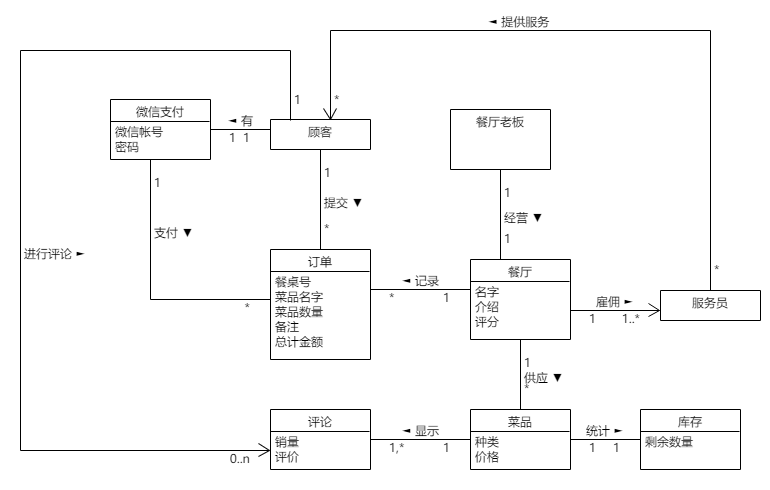 ◄ 提供服务
微信支付
微信帐号
密码
◄ 有
1 1
1
*
顾客
餐厅老板
1
提交 ▼
*
1
支付 ▼
*
1
经营 ▼
1
进行评论 ►
订单
餐桌号
菜品名字
菜品数量
备注
总计金额
◄ 记录
* 1
餐厅
名字
介绍
评分
雇佣 ►
1 1..*
*
服务员
1
供应 ▼
*
评论
销量
评价
0..n
◄ 显示
1,* 1
菜品
种类
价格
统计 ►
1 1
库存
剩余数量